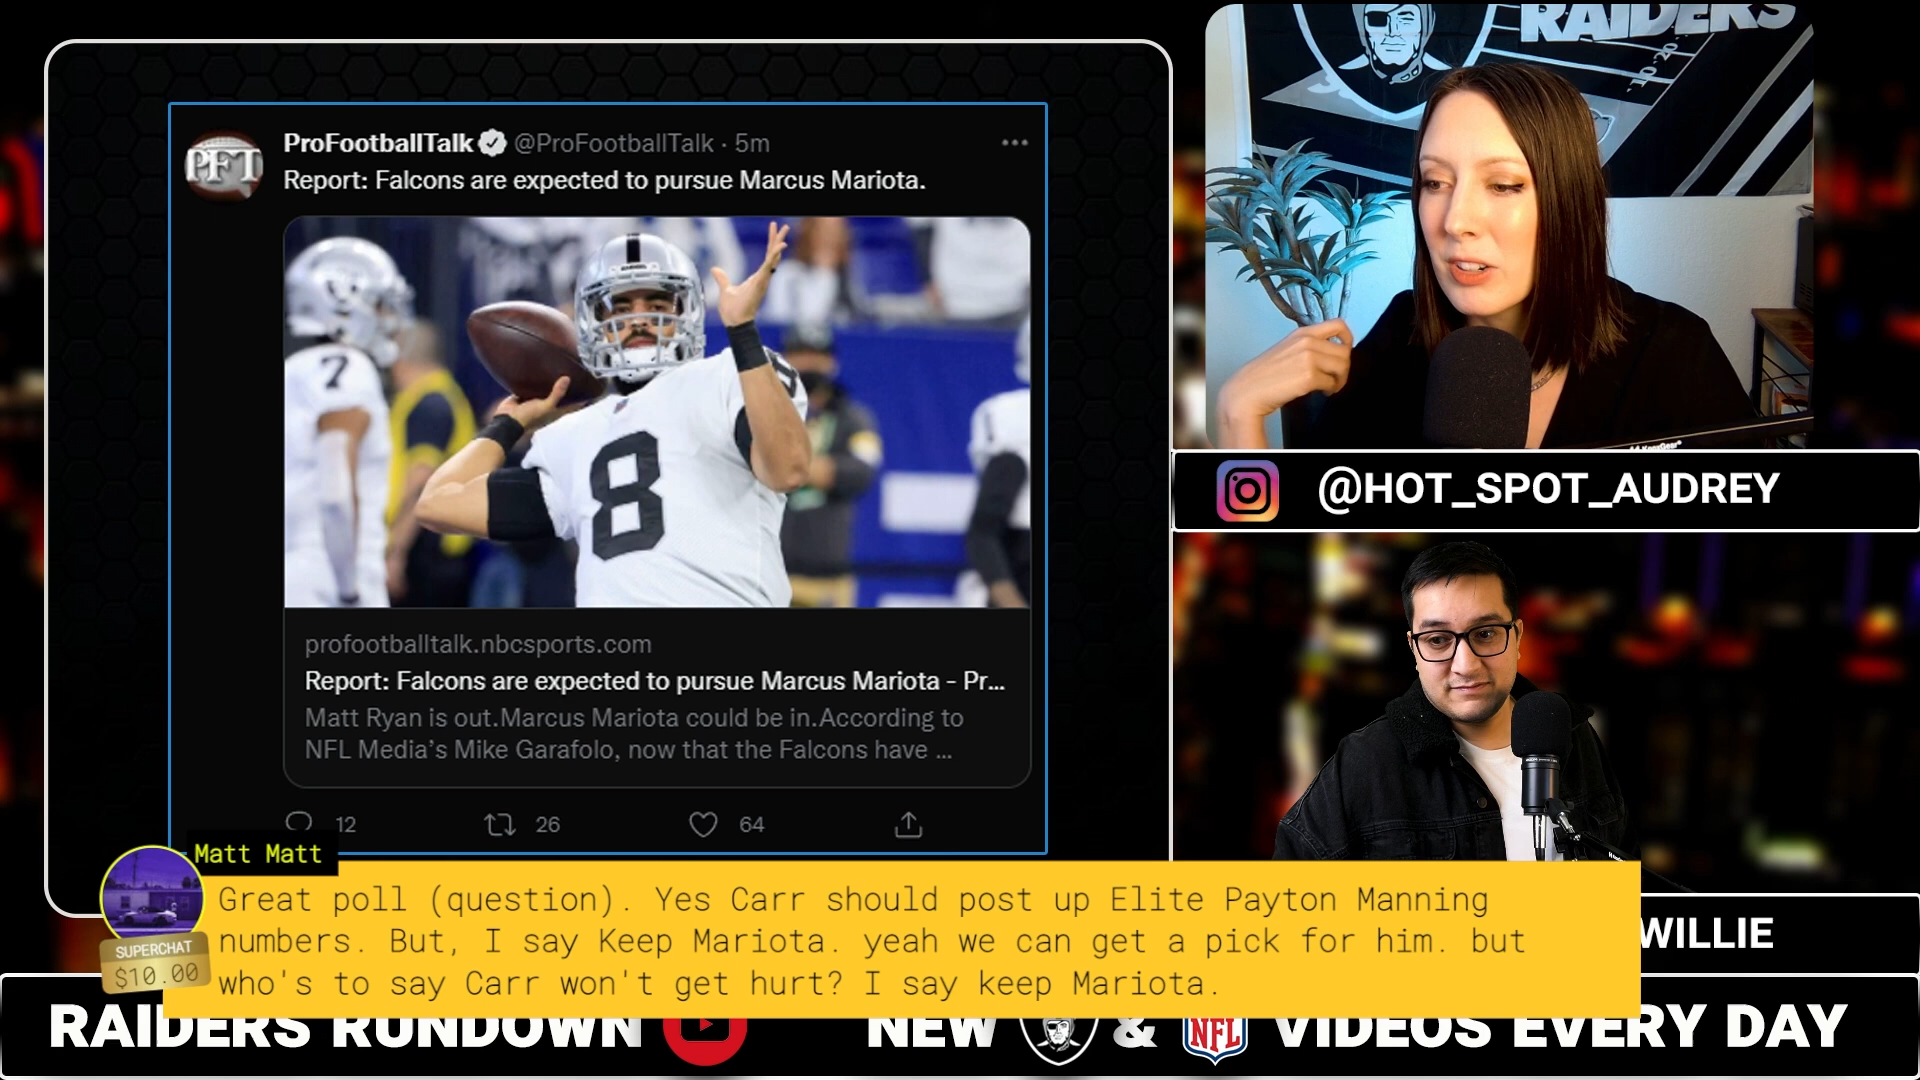 RAIDERS
PFT
ProFootballTalk @ProFootballTalk · 5m
Report: Falcons are expected to pursue Marcus Mariota.
7
8
profootballtalk.nbcsports.com
Report: Falcons are expected to pursue Marcus Mariota - Pr...
Matt Ryan is out.Marcus Mariota could be in.According to
NFL Media's Mike Garafolo, now that the Falcons have ...
12 26 64
@HOT_SPOT_AUDREY
WILLIE
Matt Matt
Great poll (question). Yes Carr should post up Elite Payton Manning
numbers. But, I say Keep Mariota. yeah we can get a pick for him. but
who's to say Carr won't get hurt? I say keep Mariota.
SUPERCHAT
$10.00
RAIDERS RUNDOWN NEW & NFL VIDEOS EVERY DAY